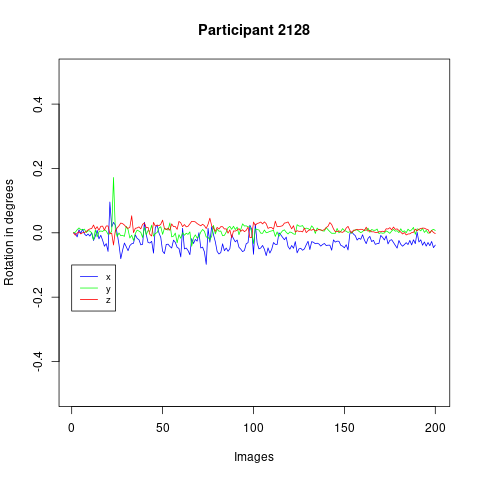 Participant 2128
Rotation in degrees
0.4
0.2
0.0
-0.2
-0.4
x
y
z
0 50 100 150 200
Images